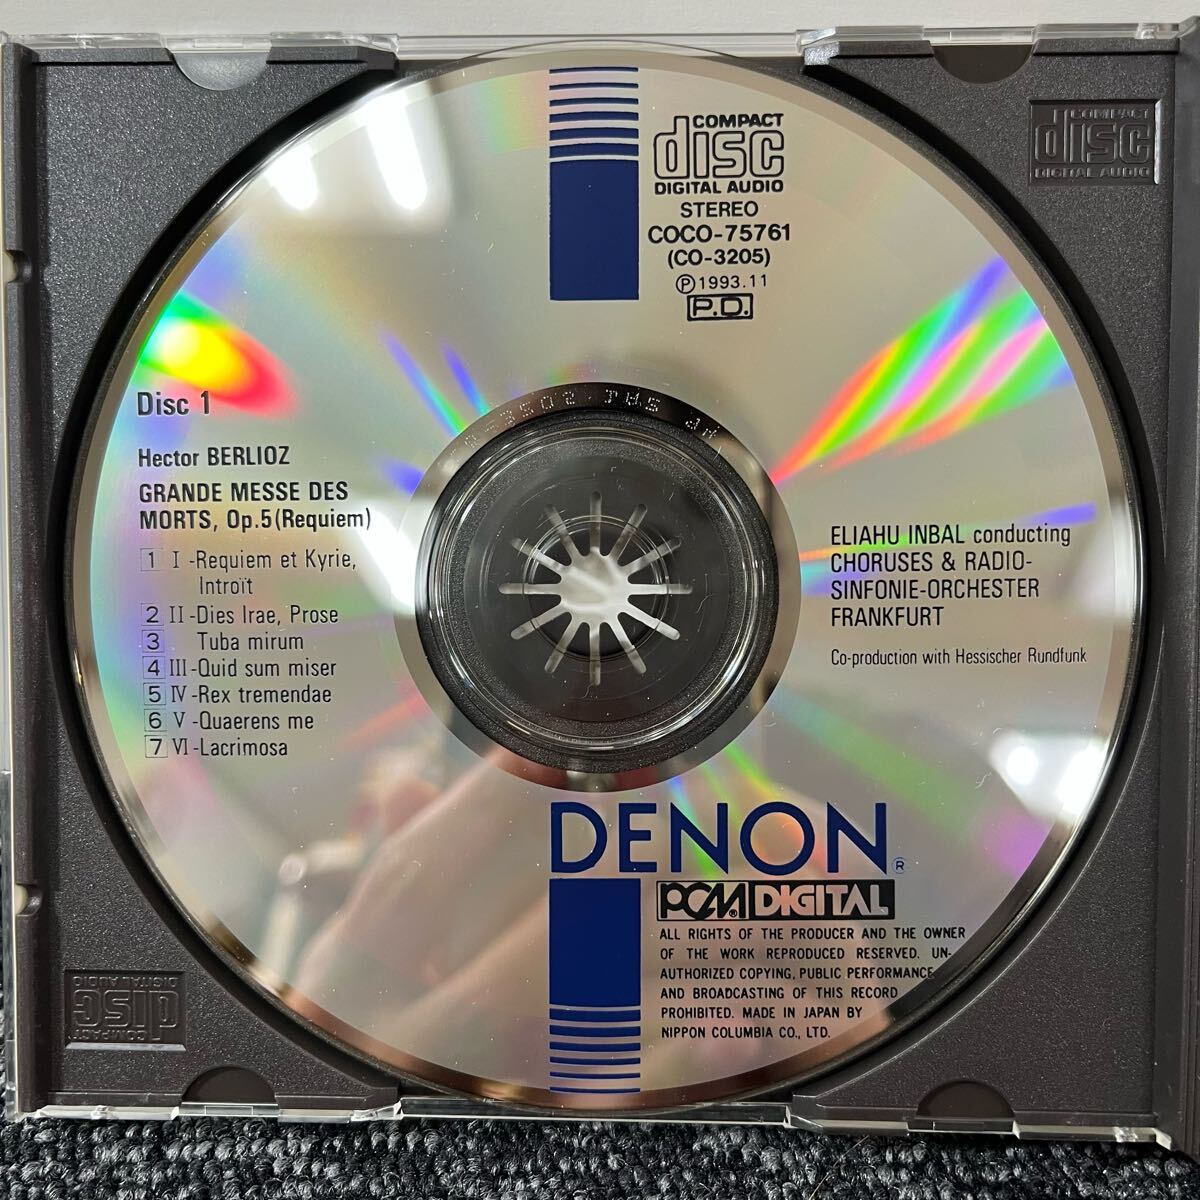 COMPACT
disc
DIGITAL AUDIO
STEREO
COCO-75761
(CO-3205)
Ⓟ1993.11
P.D.
COMPACT
disc
DIGITAL AUDIO
Disc 1
Hector BERLIOZ
GRANDE MESSE DES
MORTS, Op.5(Requiem)
1 I-Requiem et Kyrie,
Introït
2 II-Dies Irae, Prose
3 Tuba mirum
4 III-Quid sum miser
5 IV-Rex tremendae
6 V-Quaerens me
7 VI-Lacrimosa
ELIAHU INBAL conducting
CHORUSES & RADIO-
SINFONIE-ORCHESTER
FRANKFURT
Co-production with Hessischer Rundfunk
DENON®
PCM® DIGITAL
ALL RIGHTS OF THE PRODUCER AND THE OWNER
OF THE WORK REPRODUCED RESERVED. UN-
AUTHORIZED COPYING, PUBLIC PERFORMANCE
AND BROADCASTING OF THIS RECORD
PROHIBITED. MADE IN JAPAN BY
NIPPON COLUMBIA CO., LTD.
COMPACT
disc
DIGITAL AUDIO